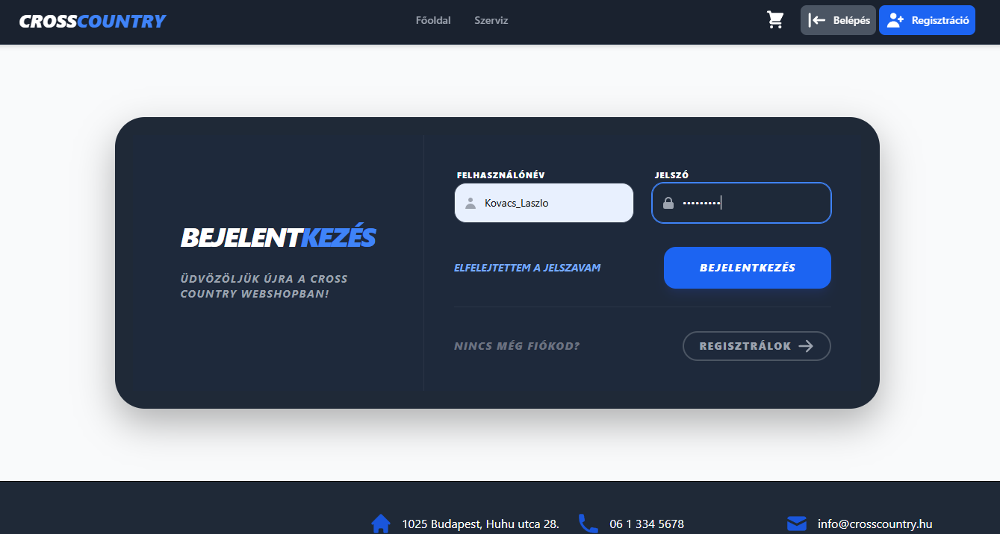 CROSSCOUNTRY
Főoldal
Szerviz
Belépés
Regisztráció
FELHASZNÁLÓNÉV
JELSZÓ
Kovacs_Laszlo
•••••••••
BEJELENTKEZÉS
ÜDVÖZÖLJÜK ÚJRA A CROSS
COUNTRY WEBSHOPBAN!
ELFELEJTETTEM A JELSZAVAM
BEJELENTKEZÉS
NINCS MÉG FIÓKOD?
REGISZTRÁLOK
1025 Budapest, Huhu utca 28.
06 1 334 5678
info@crosscountry.hu